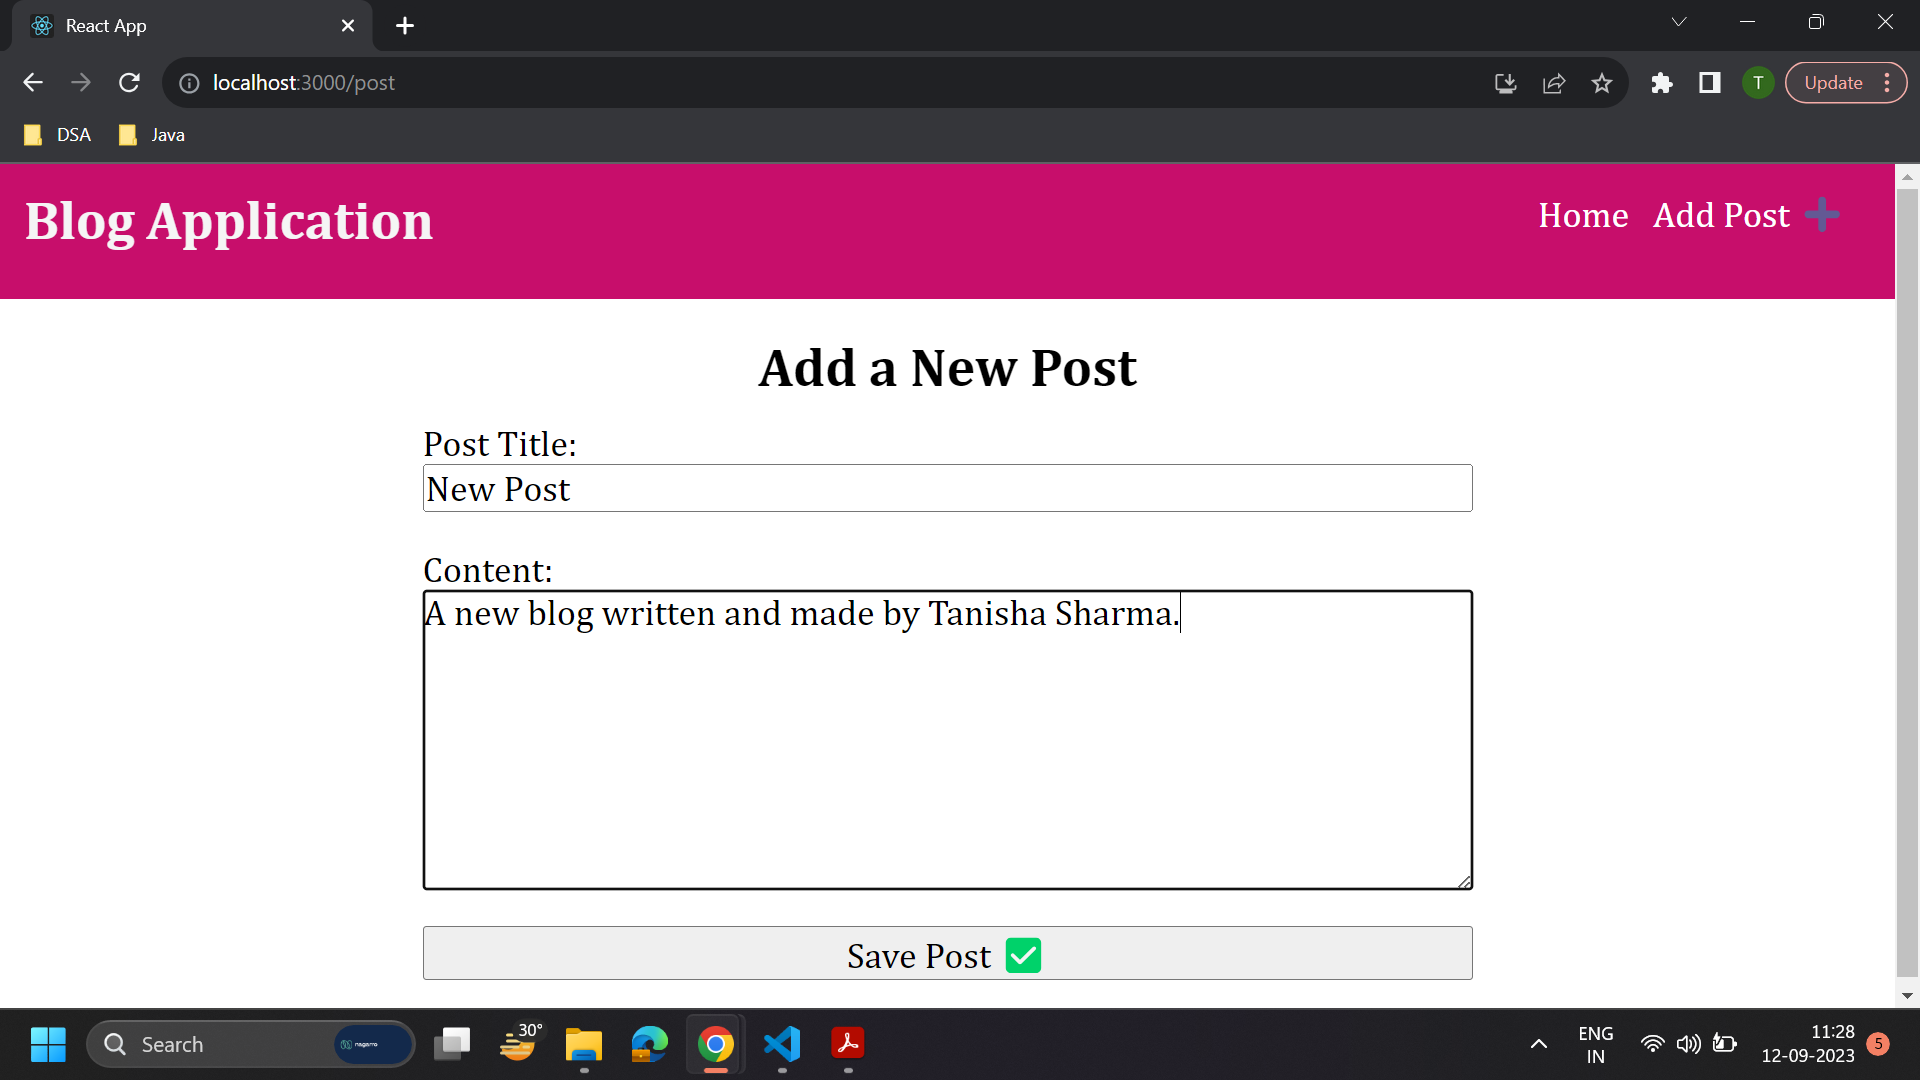 React App
localhost:3000/post
T
Update
DSA
Java
Blog Application
Home
Add Post
Add a New Post
Post Title:
New Post
Content:
A new blog written and made by Tanisha Sharma.
Save Post
Search
nagarro
30°
ENG
IN
11:28
12-09-2023
5